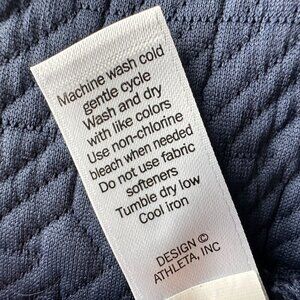 Machine wash cold
gentle cycle
Wash and dry
with like colors
Use non-chlorine
bleach when needed
Do not use fabric
softeners
Tumble dry low
Cool iron
DESIGN ©
ATHLETA, INC